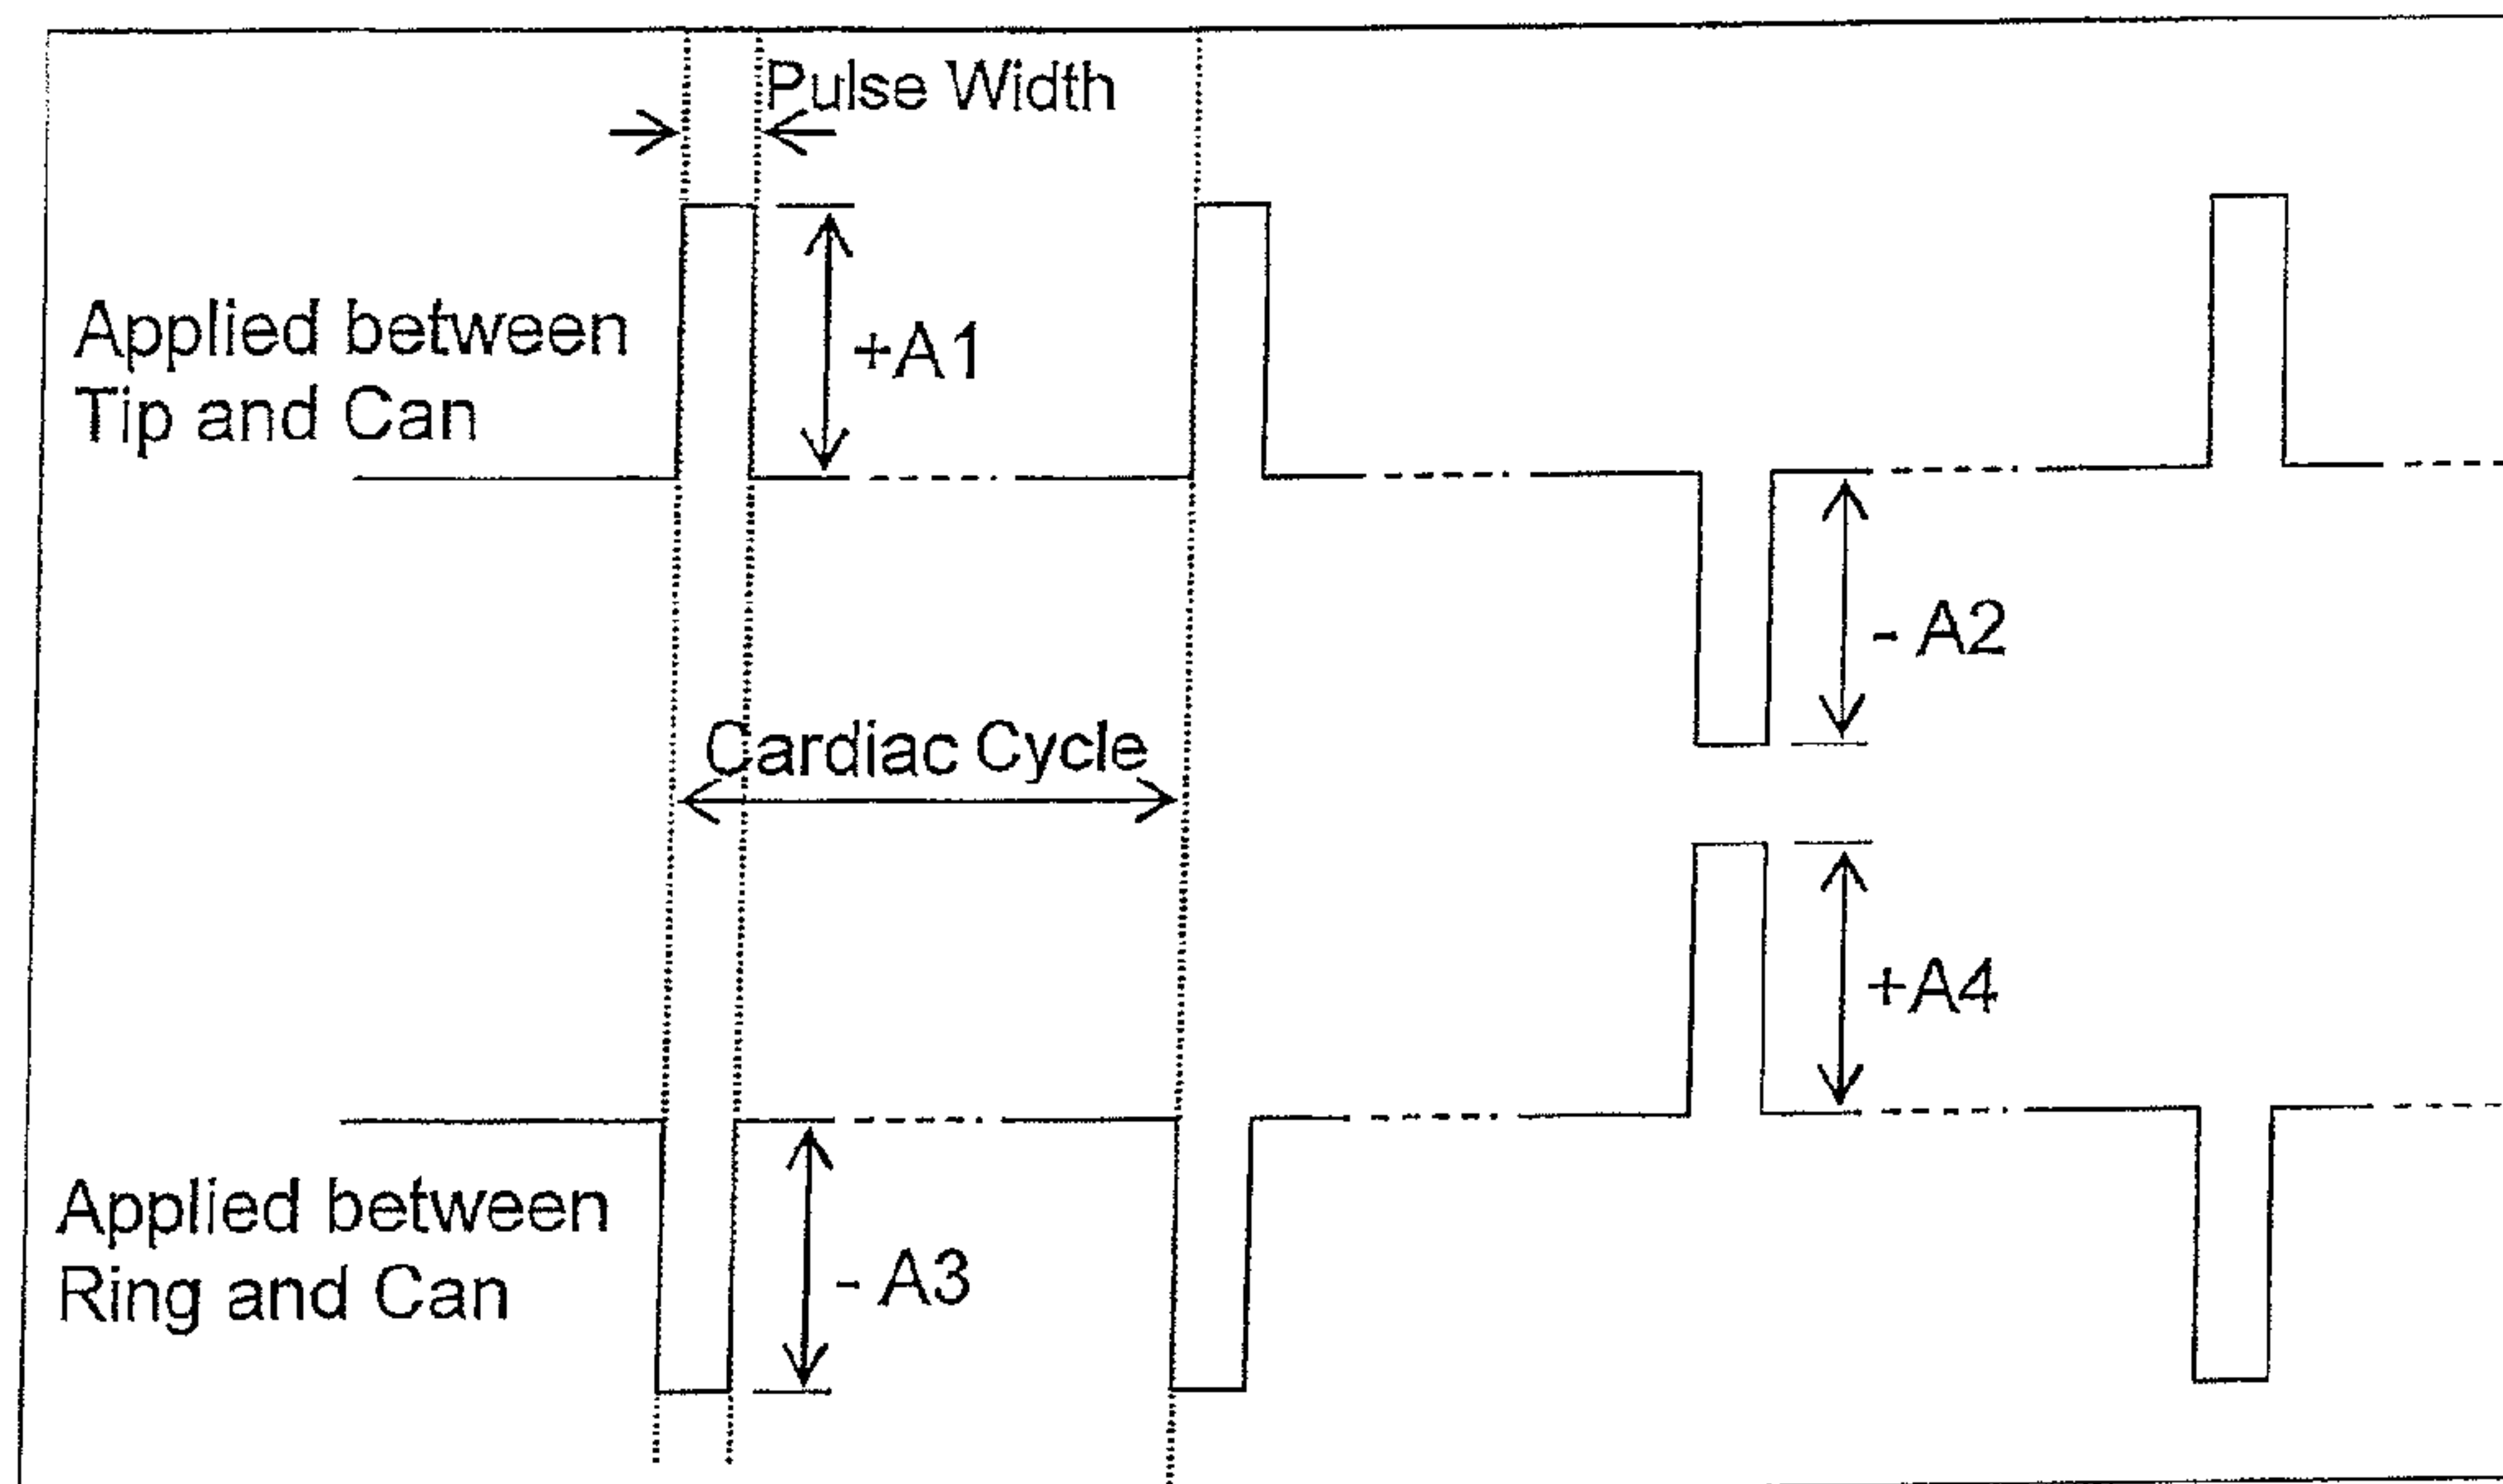 Pulse Width
Applied between
Tip and Can
+A1
- A2
Cardiac Cycle
+A4
Applied between
Ring and Can
- A3